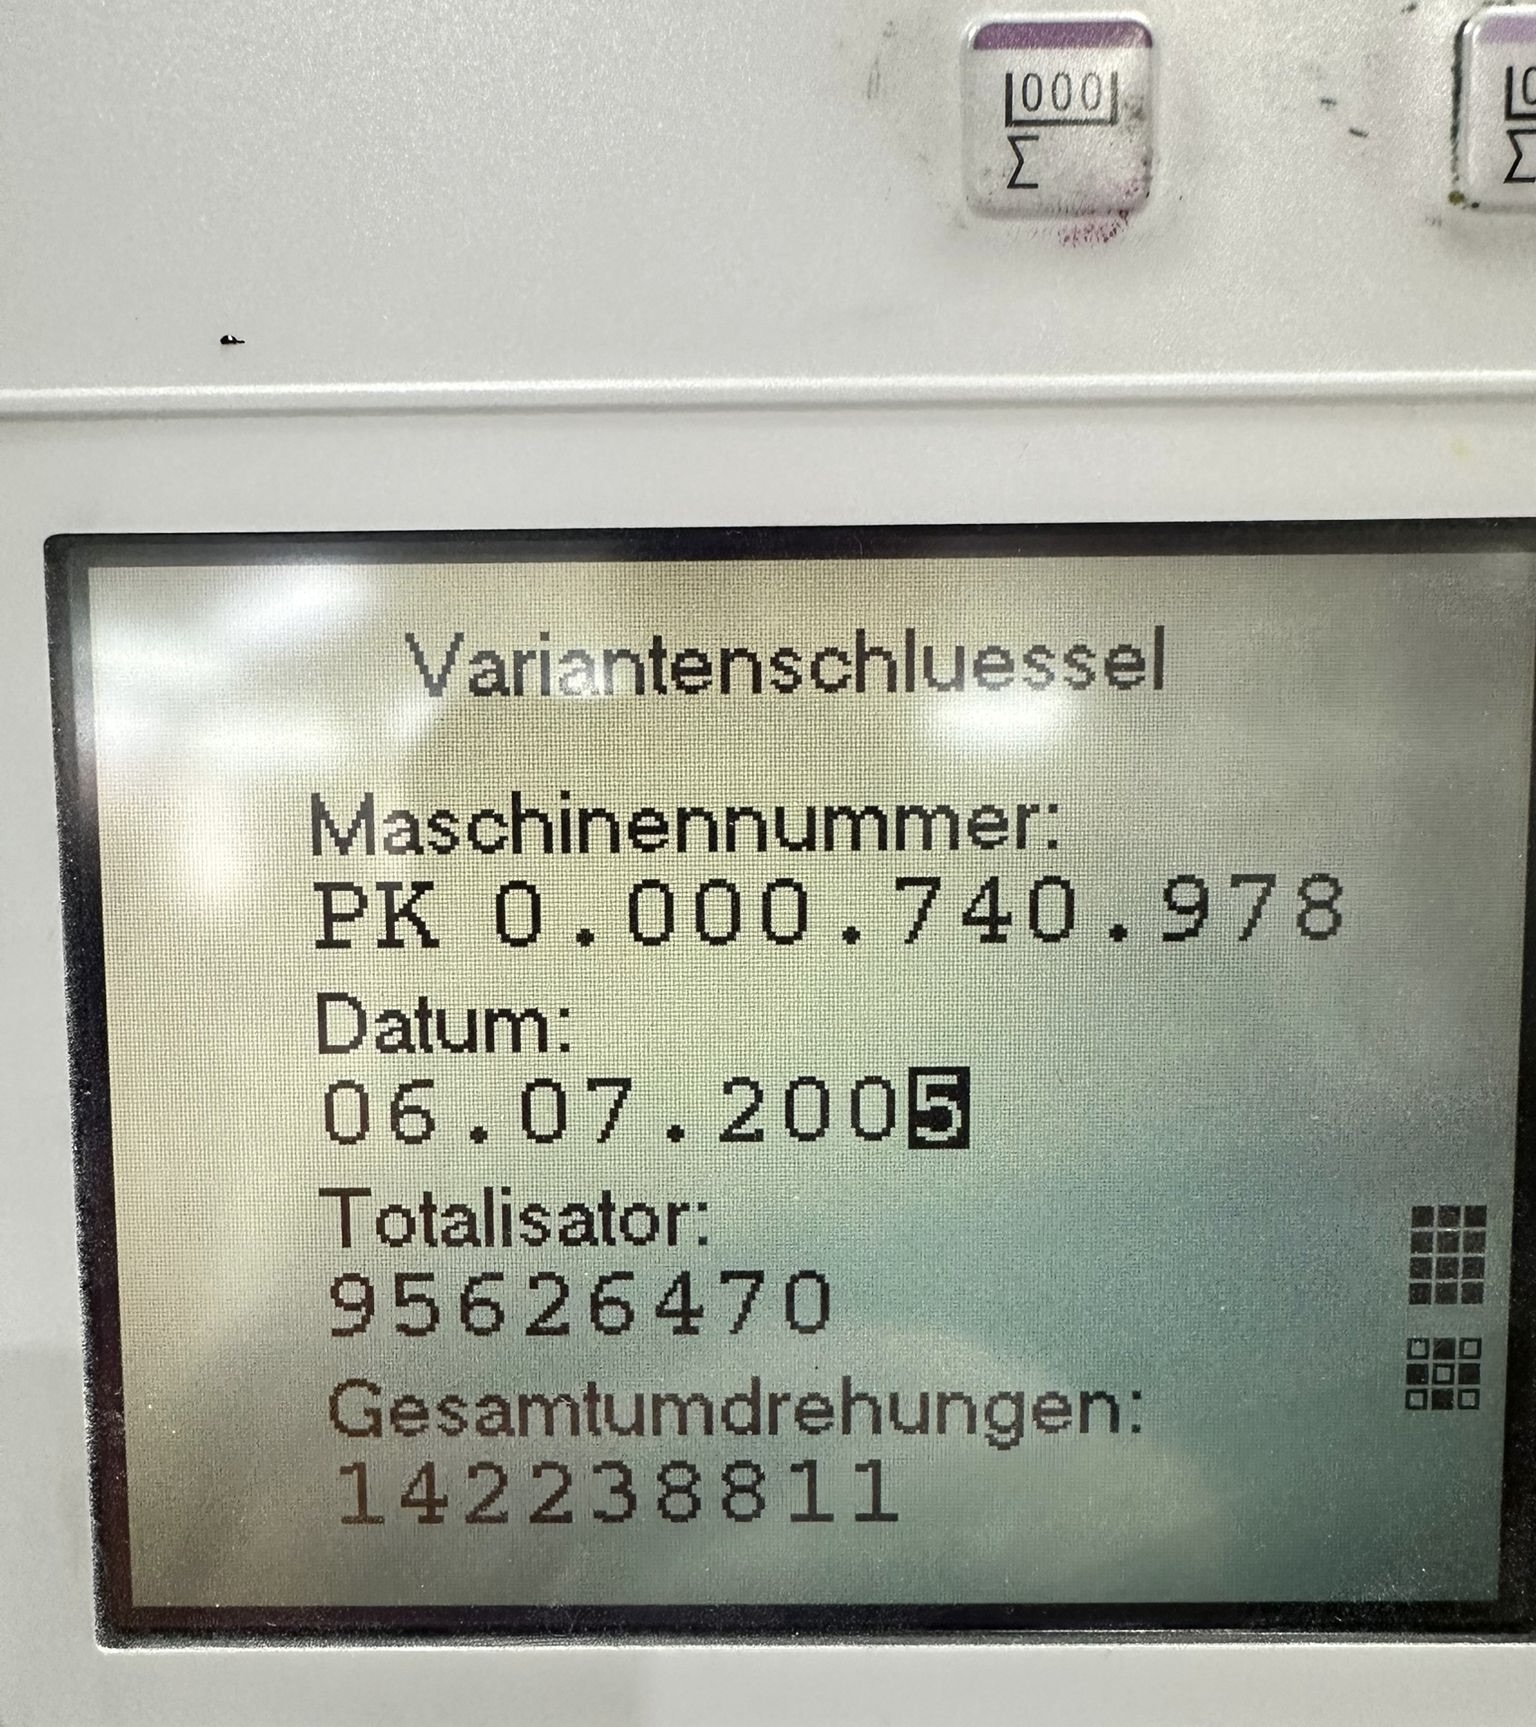 000
Σ
Σ
Variantenschluessel
Maschinennummer:
PK 0.000.740.978
Datum:
06.07.2005
Totalisator:
95626470
Gesamtumdrehungen:
142238811